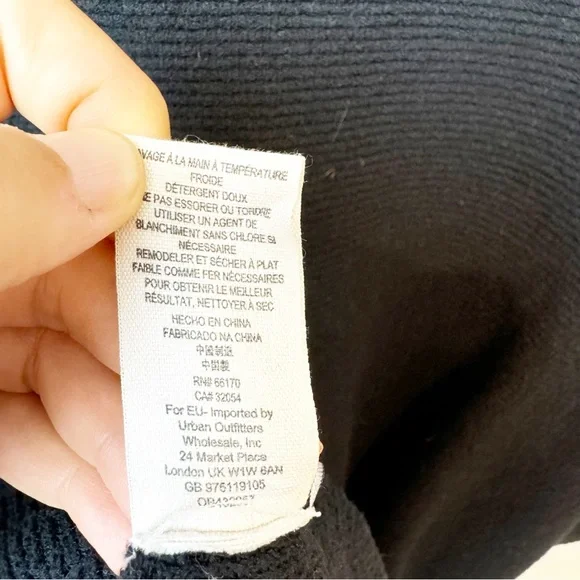 LAVAGE À LA MAIN À TEMPÉRATURE
FROIDE
DÉTERGENT DOUX
NE PAS ESSORER OU TORDRE
UTILISER UN AGENT DE
BLANCHIMENT SANS CHLORE SI
NÉCESSAIRE
REMODELER ET SÈCHER À PLAT
FAIBLE COMME FER NÉCESSAIRES
POUR OBTENIR LE MEILLEUR
RÉSULTAT, NETTOYER À SEC
HECHO EN CHINA
FABRICADO NA CHINA
中国制造
中國製
RN# 66170
CA# 32054
For EU- Imported by
Urban Outfitters
Wholesale, Inc
24 Market Place
London UK W1W 8AN
GB 975119105